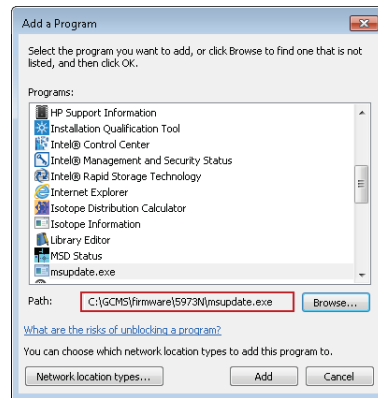 Add a Program
Select the program you want to add, or click Browse to find one that is not
listed, and then click OK.
Programs:
HP Support Information
Installation Qualification Tool
Intel® Control Center
Intel® Management and Security Status
Intel® Rapid Storage Technology
Internet Explorer
Isotope Distribution Calculator
Isotope Information
Library Editor
MSD Status
msupdate.exe
Path: C:\GCMS\firmware\5973N\msupdate.exe Browse...
What are the risks of unblocking a program?
You can choose which network location types to add this program to.
Network location types... Add Cancel